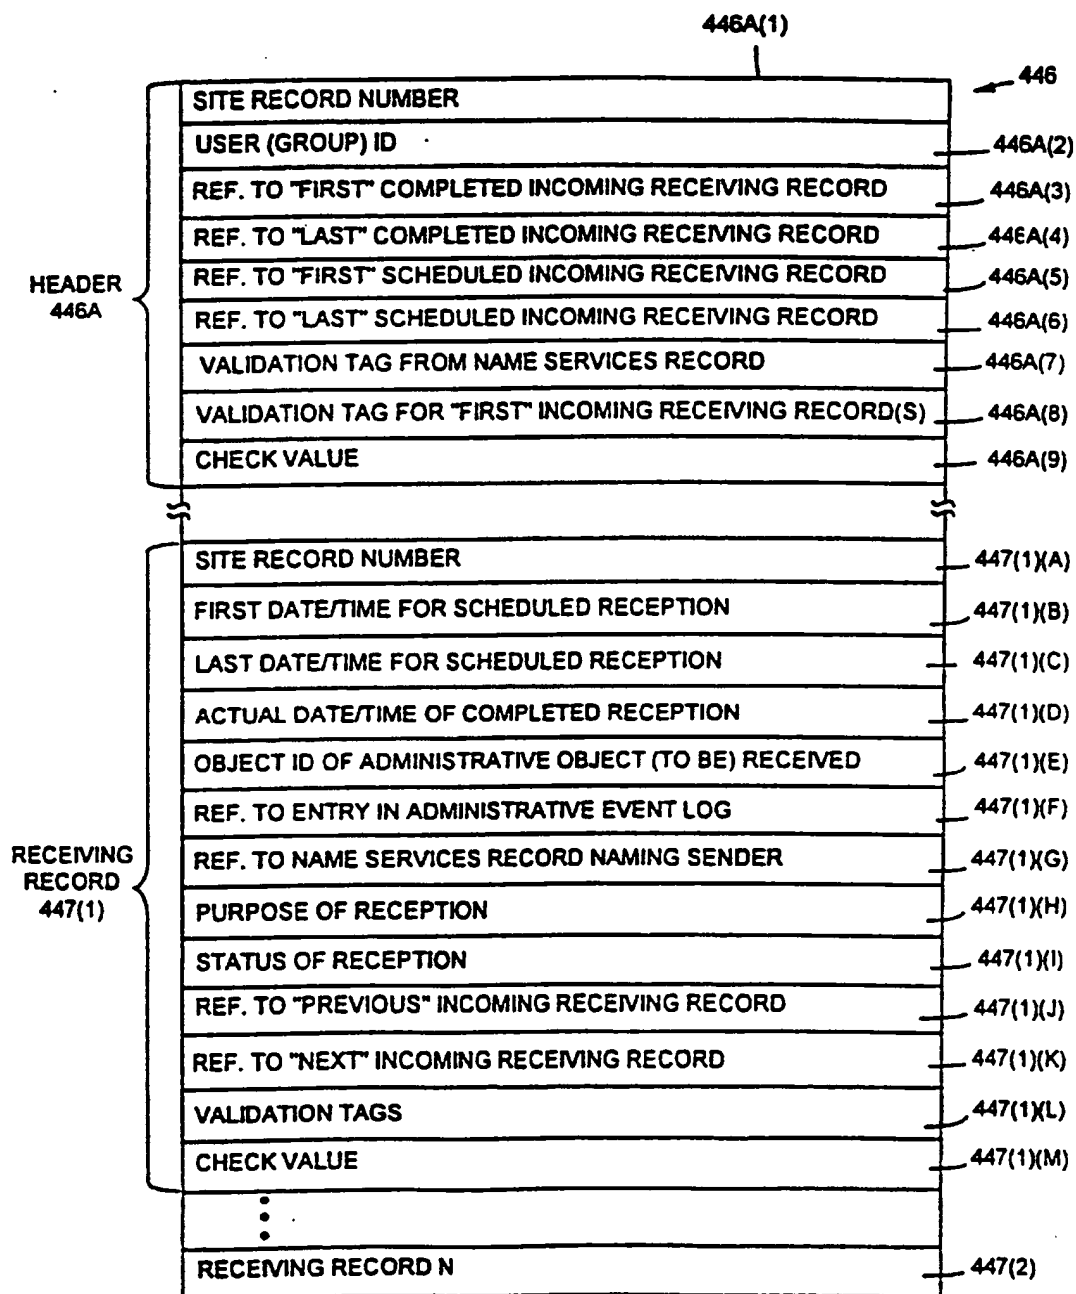 446A(1)
446
SITE RECORD NUMBER
USER (GROUP) ID
446A(2)
REF. TO "FIRST" COMPLETED INCOMING RECEIVING RECORD
446A(3)
REF. TO "LAST" COMPLETED INCOMING RECEIVING RECORD
446A(4)
REF. TO "FIRST" SCHEDULED INCOMING RECEIVING RECORD
446A(5)
HEADER
446A
REF. TO "LAST" SCHEDULED INCOMING RECEIVING RECORD
446A(6)
VALIDATION TAG FROM NAME SERVICES RECORD
446A(7)
VALIDATION TAG FOR "FIRST" INCOMING RECEIVING RECORD(S)
446A(8)
CHECK VALUE
446A(9)
SITE RECORD NUMBER
447(1)(A)
FIRST DATE/TIME FOR SCHEDULED RECEPTION
447(1)(B)
LAST DATE/TIME FOR SCHEDULED RECEPTION
447(1)(C)
ACTUAL DATE/TIME OF COMPLETED RECEPTION
447(1)(D)
OBJECT ID OF ADMINISTRATIVE OBJECT (TO BE) RECEIVED
447(1)(E)
REF. TO ENTRY IN ADMINISTRATIVE EVENT LOG
447(1)(F)
RECEIVING
RECORD
447(1)
REF. TO NAME SERVICES RECORD NAMING SENDER
447(1)(G)
PURPOSE OF RECEPTION
447(1)(H)
STATUS OF RECEPTION
447(1)(I)
REF. TO "PREVIOUS" INCOMING RECEIVING RECORD
447(1)(J)
REF. TO "NEXT" INCOMING RECEIVING RECORD
447(1)(K)
VALIDATION TAGS
447(1)(L)
CHECK VALUE
447(1)(M)
RECEIVING RECORD N
447(2)